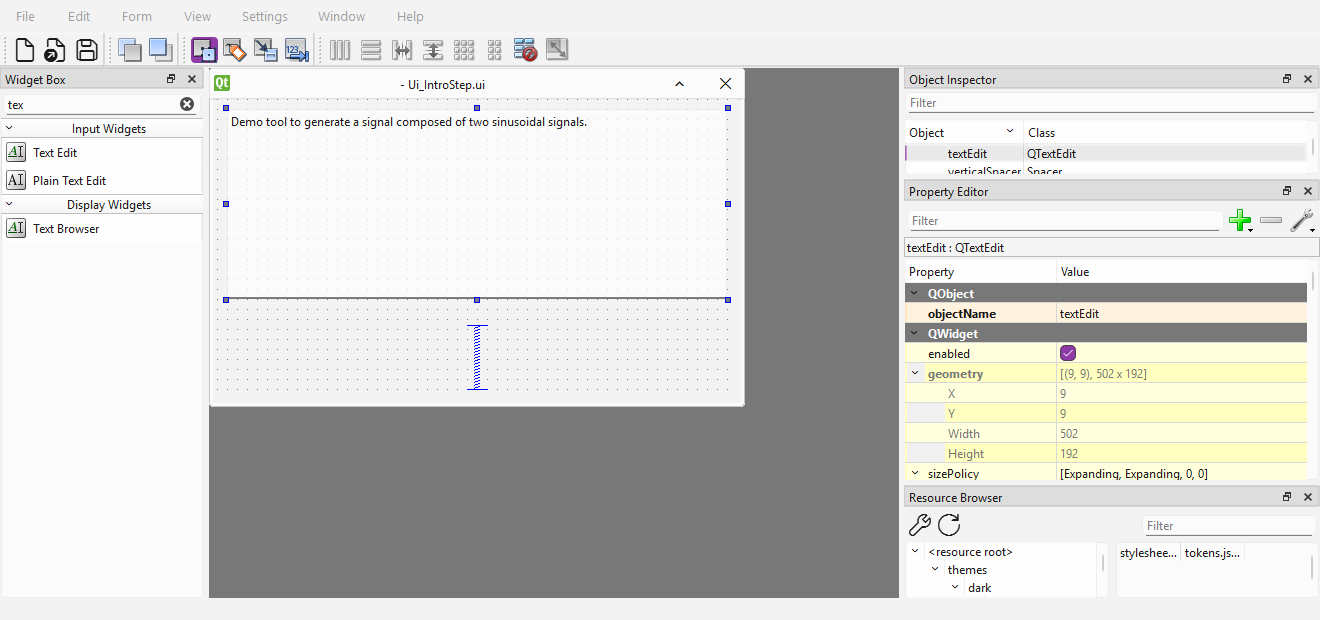 File Edit Form View Settings Window Help
Widget Box
tex
Input Widgets
Text Edit
Plain Text Edit
Display Widgets
Text Browser
- Ui_IntroStep.ui
Demo tool to generate a signal composed of two sinusoidal signals.
Object Inspector
Filter
Object Class
textEdit QTextEdit
verticalSpacer Spacer
Property Editor
Filter
textEdit : QTextEdit
Property Value
QObject
objectName textEdit
QWidget
enabled
geometry [(9, 9), 502 x 192]
X 9
Y 9
Width 502
Height 192
sizePolicy [Expanding, Expanding, 0, 0]
Resource Browser
Filter
<resource root>
themes
dark
styleshee... tokens.js...